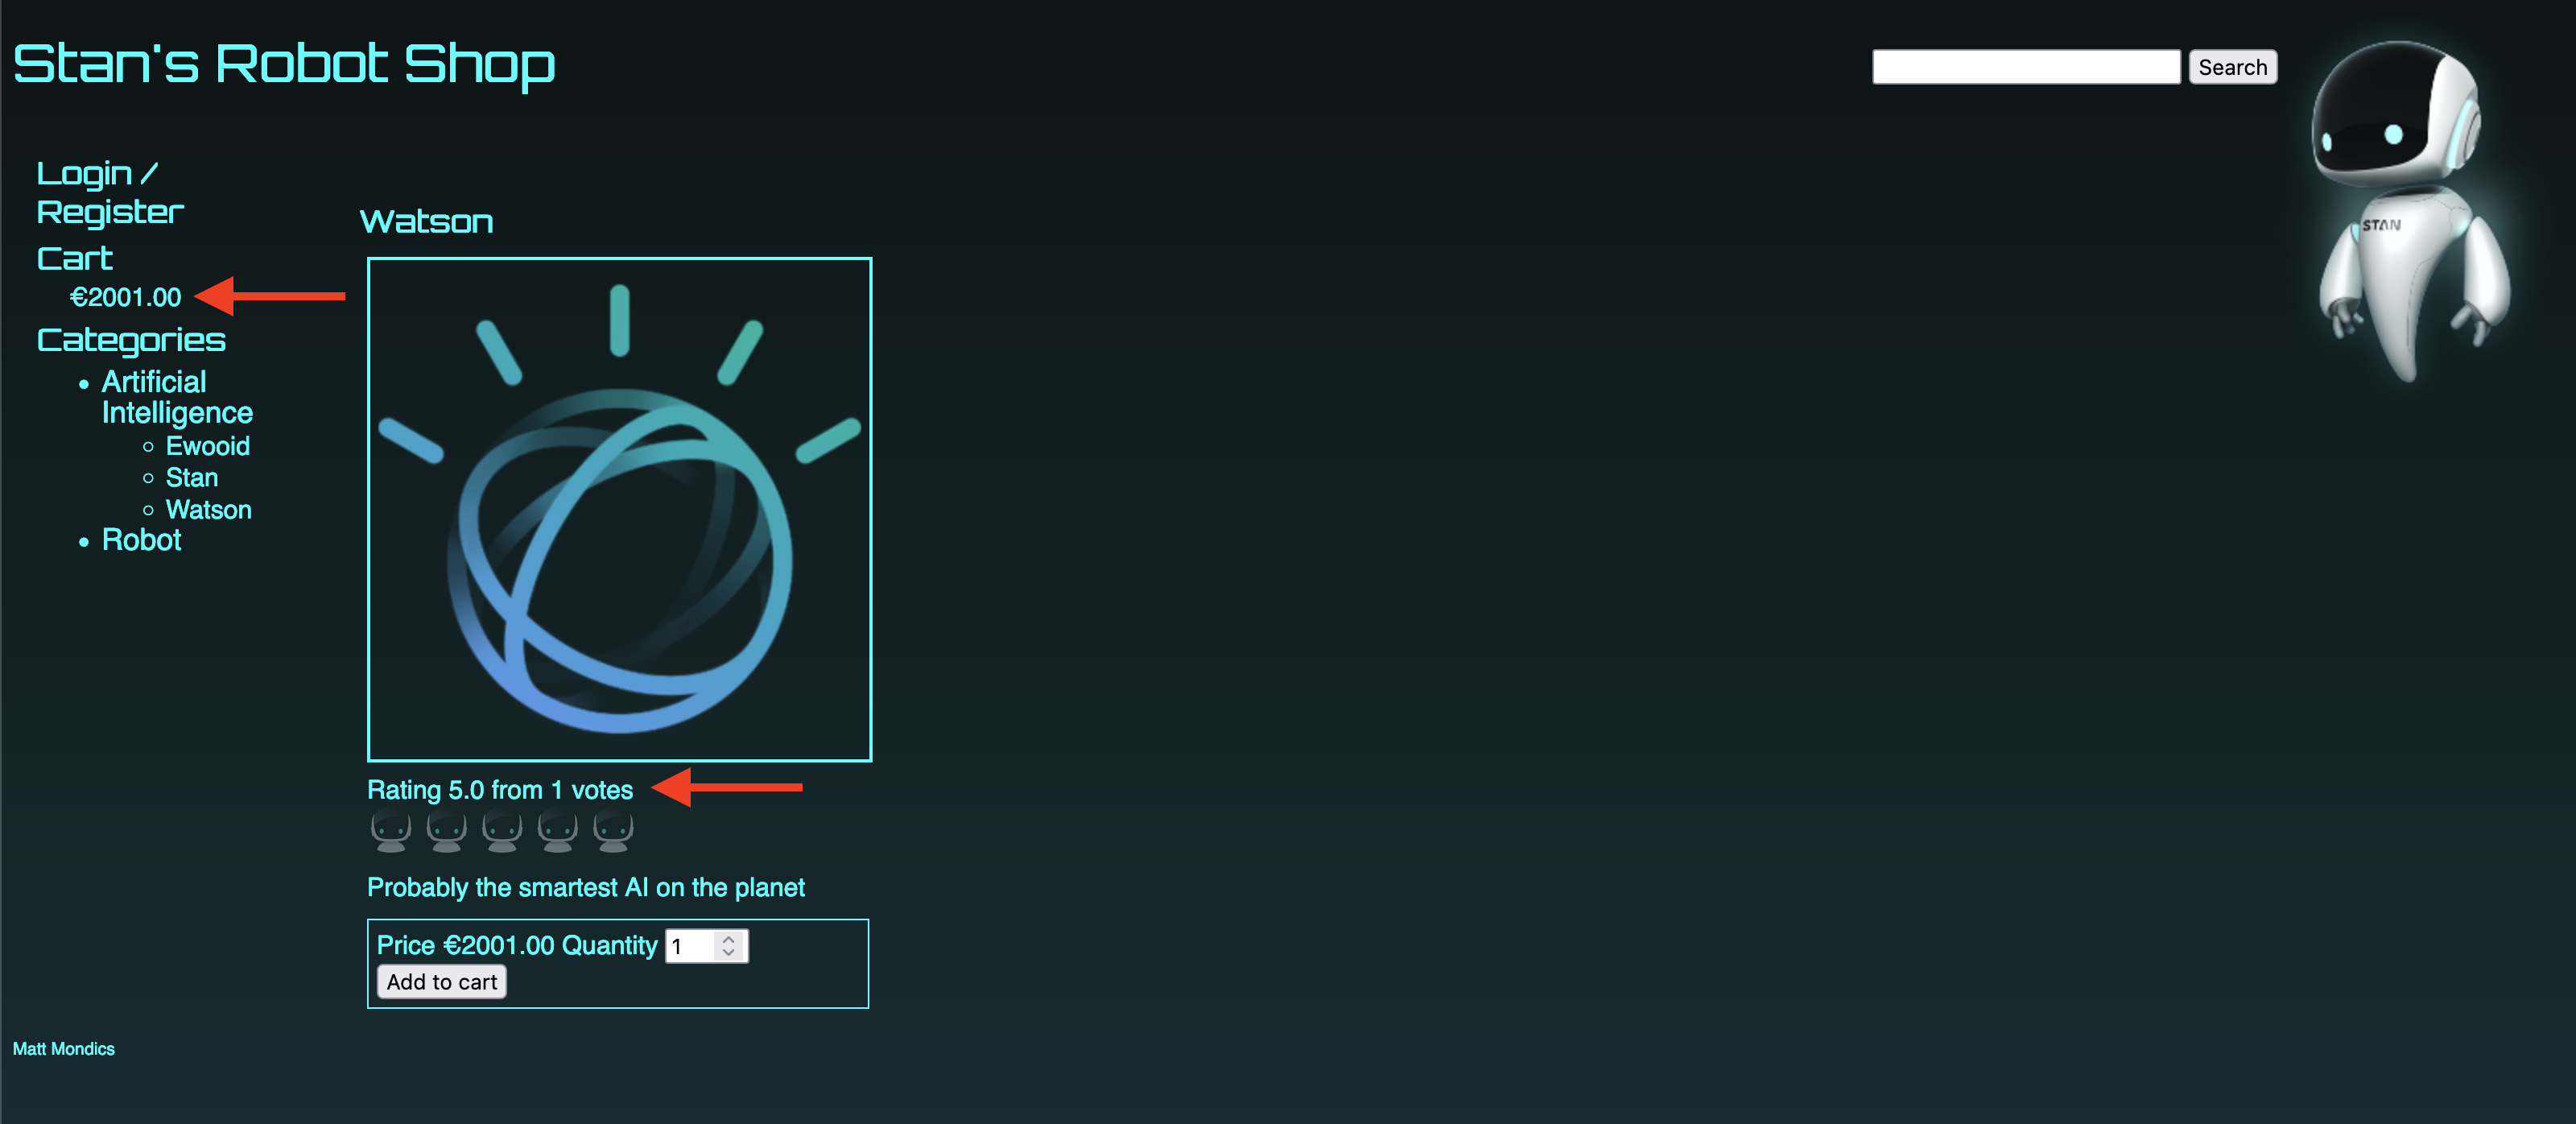 Stan's Robot Shop
Search
STAN
Login /
Register
Cart
€2001.00
Categories
Artificial
Intelligence
Ewooid
Stan
Watson
Robot
Watson
Rating 5.0 from 1 votes
Probably the smartest AI on the planet
Price €2001.00 Quantity 1
Add to cart
Matt Mondics